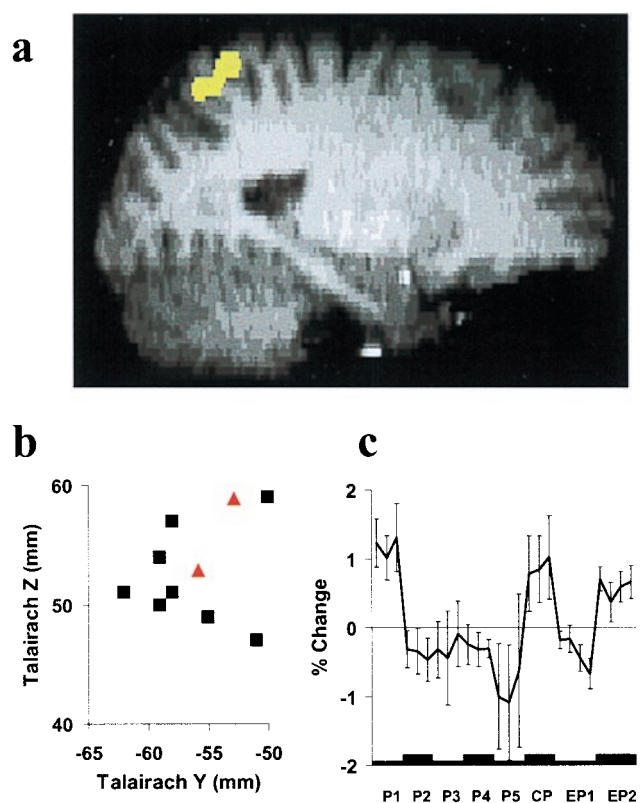 a
b
60
50
40
Talairach Z (mm)
-65 -60 -55 -50
Talairach Y (mm)
c
2
1
0
-1
-2
% Change
P1 P2 P3 P4 P5 CP EP1 EP2